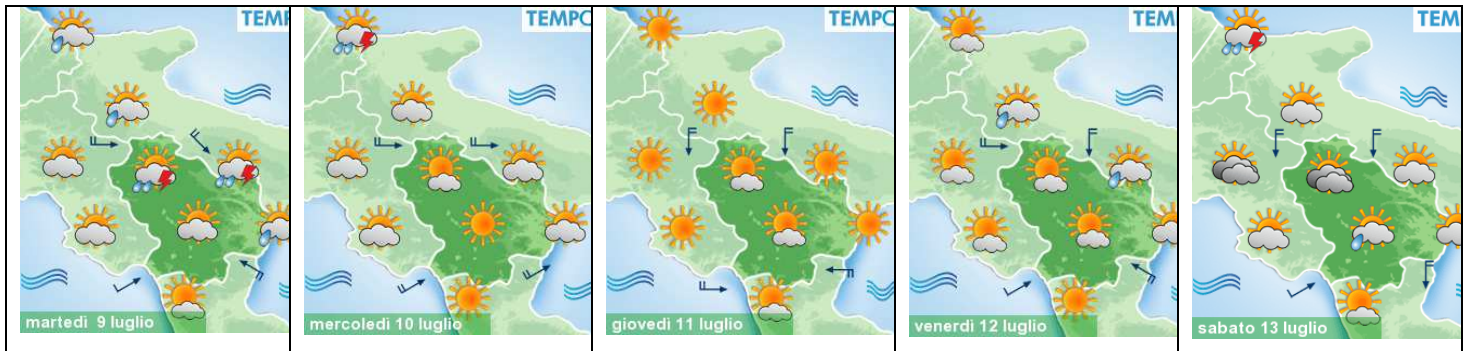 TEMP
martedì 9 luglio
TEMPO
mercoledì 10 luglio
TEMPO
giovedì 11 luglio
TEM
venerdì 12 luglio
TEM
sabato 13 luglio